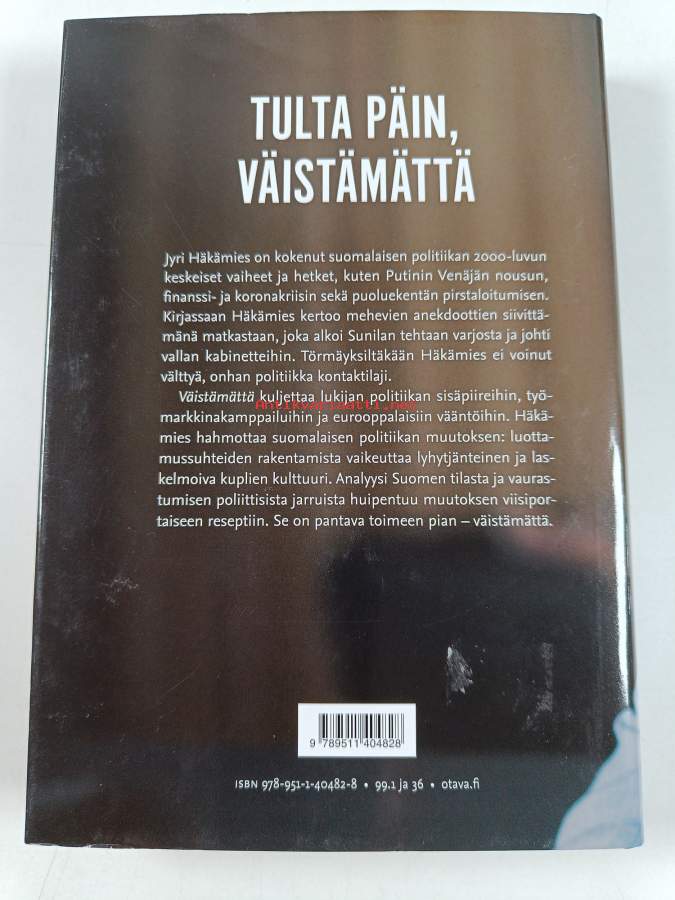 TULTA PÄIN,
VÄISTÄMÄTTÄ
Jyri Häkämies on kokenut suomalaisen politiikan 2000-luvun
keskeiset vaiheet ja hetket, kuten Putinin Venäjän nousun,
finanssi- ja koronakriisin sekä puoluekentän pirstaloitumisen.
Kirjassaan Häkämies kertoo mehevien anekdoottien siivittä-
mänä matkastaan, joka alkoi Sunilan tehtaan varjosta ja johti
vallan kabinetteihin. Törmäyksiltäkään Häkämies ei voinut
välttyä, onhan politiikka kontaktilaji.
Väistämättä kuljettaa lukijan politiikan sisäpiireihin, työ-
Antikvariaatti.net
markkinakamppailuihin ja eurooppalaisiin vääntöihin. Häkä-
mies hahmottaa suomalaisen politiikan muutoksen: luotta-
mussuhteiden rakentamista vaikeuttaa lyhytjänteinen ja las-
kelmoiva kuplien kulttuuri. Analyysi Suomen tilasta ja vauras-
tumisen poliittisista jarruista huipentuu muutoksen viisipor-
taiseen reseptiin. Se on pantava toimeen pian – väistämättä.
9 789511 404828
ISBN 978-951-1-40482-8 • 99.1 ja 36 • otava.fi